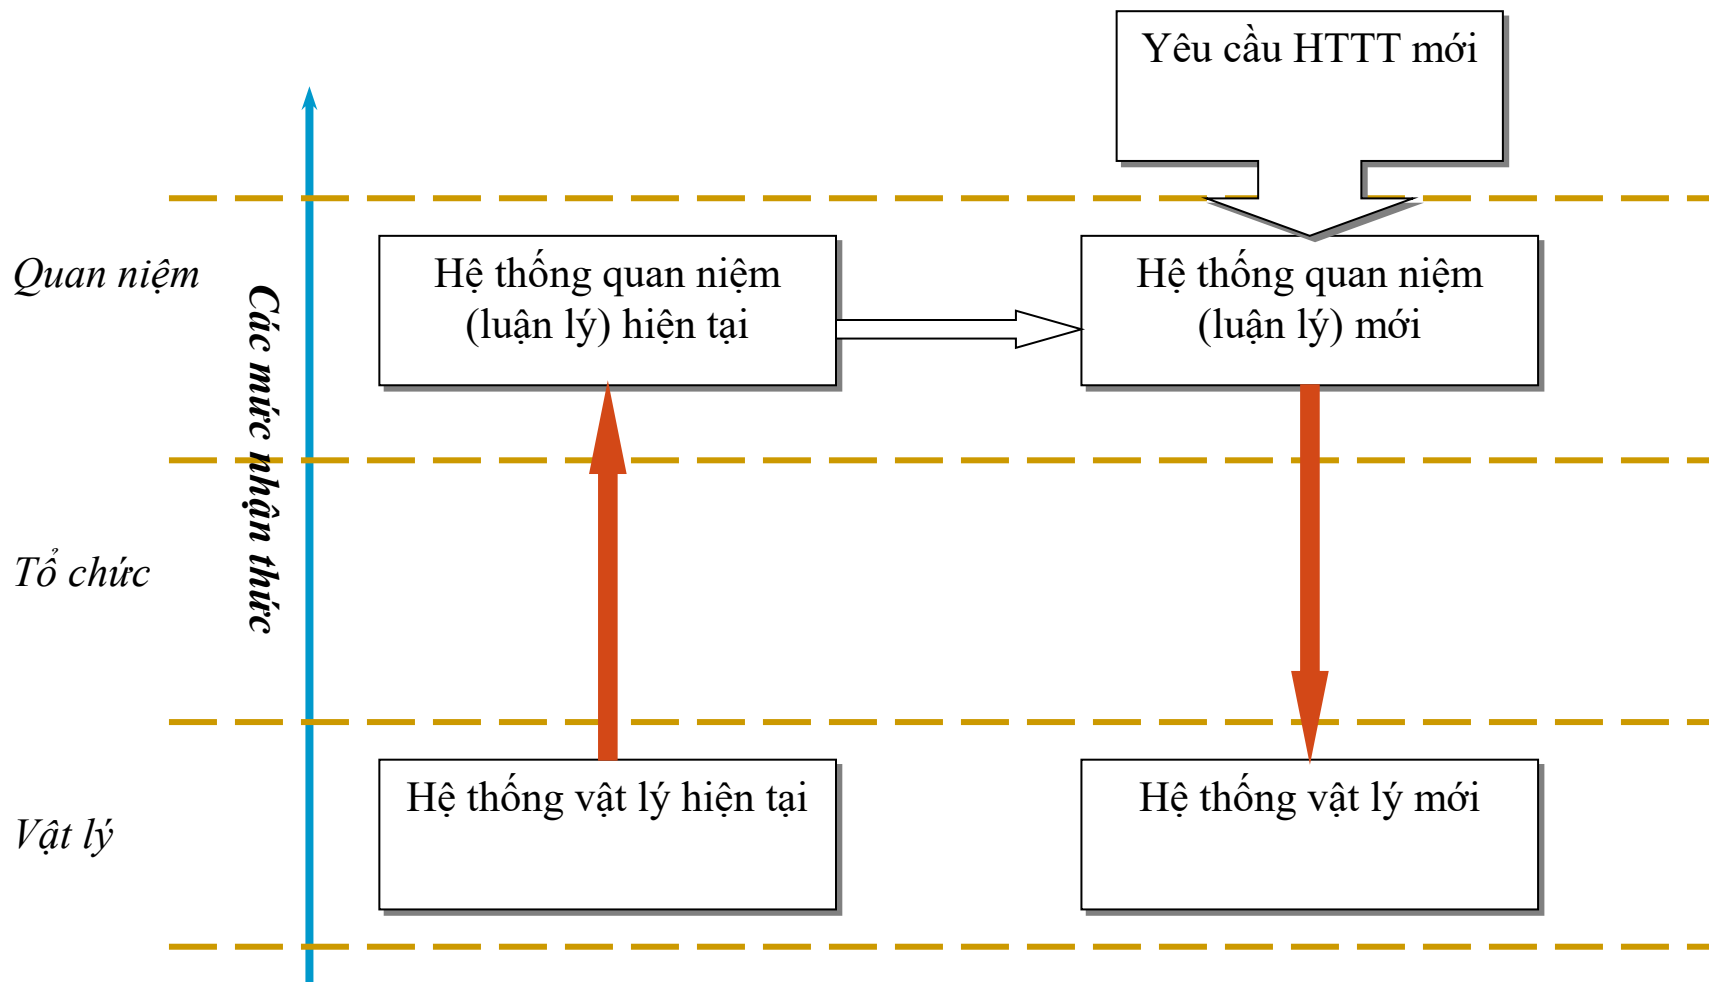 Yêu cầu HTTT mới
Quan niệm
Hệ thống quan niệm
(luận lý) hiện tại
Hệ thống quan niệm
(luận lý) mới
Các mức nhận thức
Tổ chức
Vật lý
Hệ thống vật lý hiện tại
Hệ thống vật lý mới